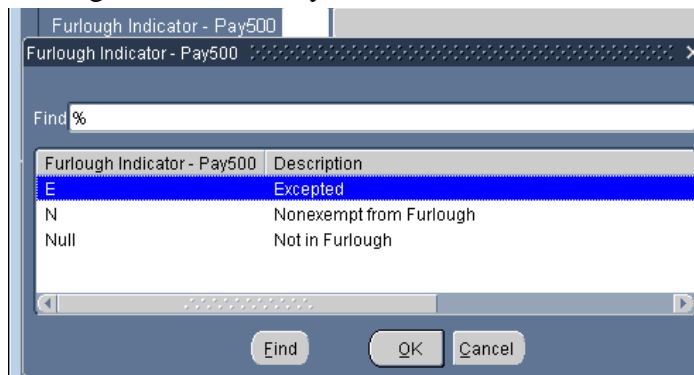 Furlough Indicator - Pay500
Furlough Indicator - Pay500
Find %
Furlough Indicator - Pay500 Description
E Excepted
N Nonexempt from Furlough
Null Not in Furlough
Find OK Cancel